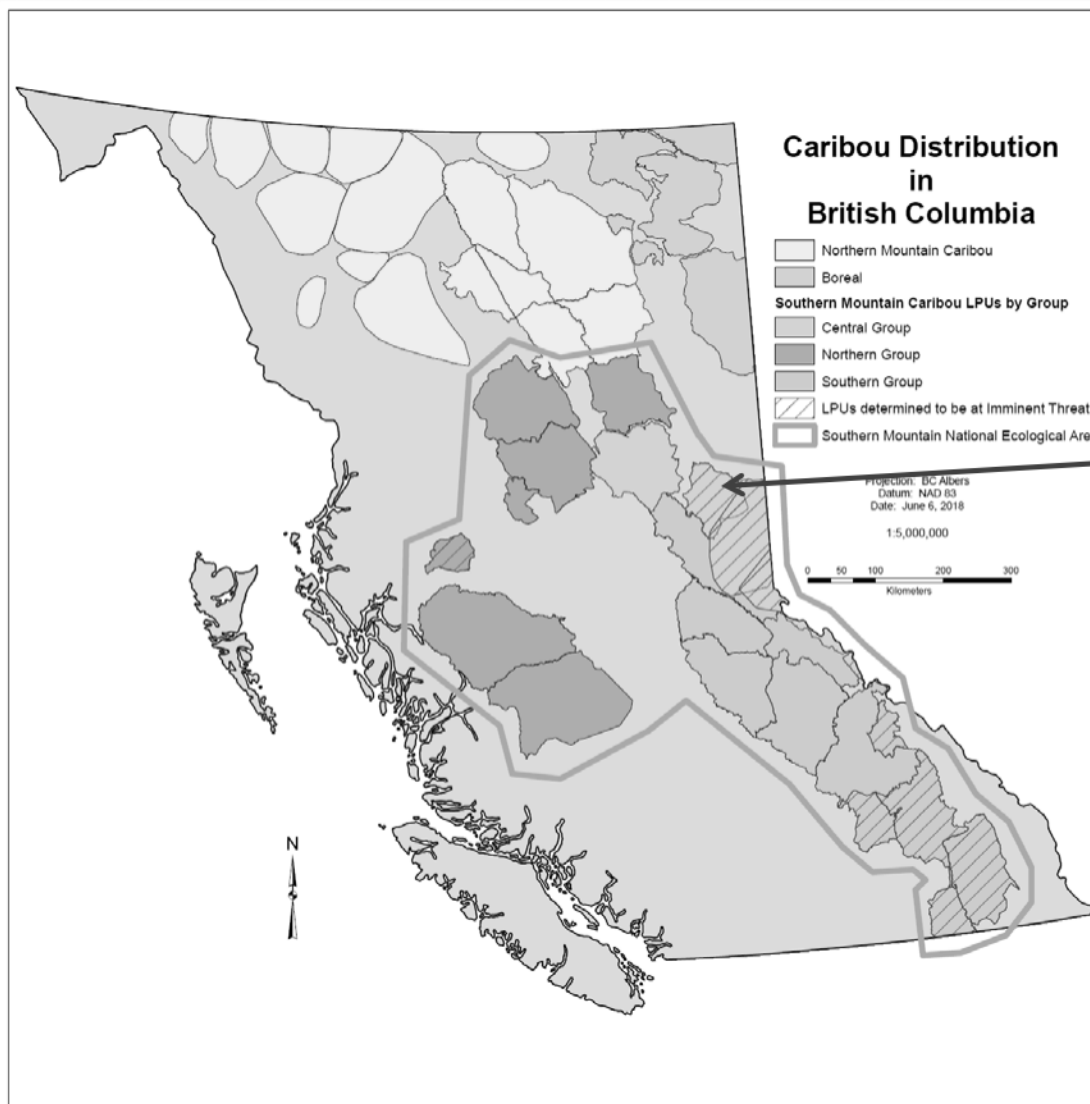 Caribou Distribution
in
British Columbia
Northern Mountain Caribou
Boreal
Southern Mountain Caribou LPUs by Group
Central Group
Northern Group
Southern Group
LPUs determined to be at Imminent Threat
Southern Mountain National Ecological Are
Projection: BC Albers
Datum: NAD 83
Date: June 6, 2018
1:5,000,000
0 50 100 200 300
Kilometers
N